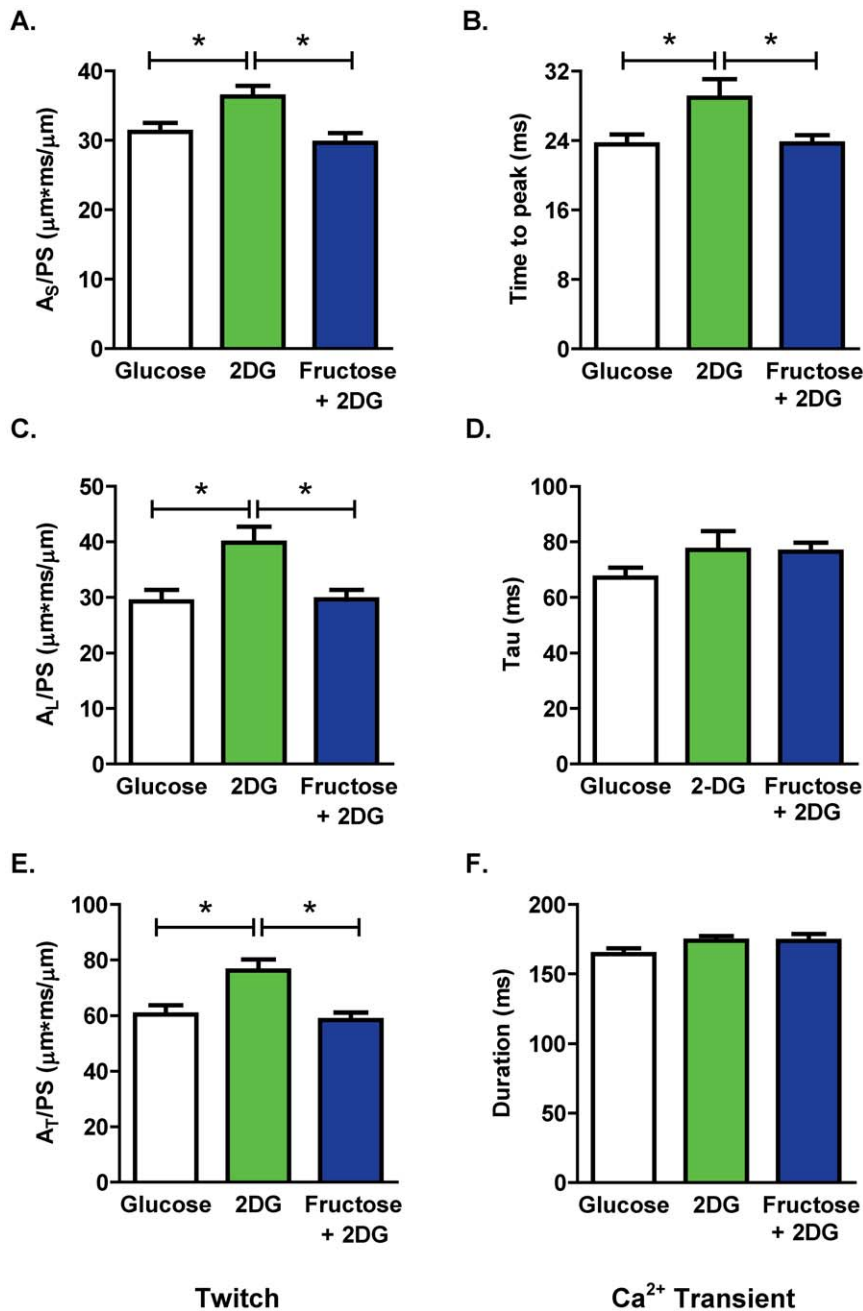 A.
* *
40
30
20
10
0
A_S/PS (μm*ms/μm)
Glucose 2DG Fructose
+ 2DG
B.
* *
32
24
16
8
0
Time to peak (ms)
Glucose 2DG Fructose
+ 2DG
C.
* *
50
40
30
20
10
0
A_L/PS (μm*ms/μm)
Glucose 2DG Fructose
+ 2DG
D.
100
80
60
40
20
0
Tau (ms)
Glucose 2-DG Fructose
+ 2DG
E.
* *
100
80
60
40
20
0
A_T/PS (μm*ms/μm)
Glucose 2DG Fructose
+ 2DG
F.
200
150
100
50
0
Duration (ms)
Glucose 2DG Fructose
+ 2DG
Twitch
Ca²⁺ Transient